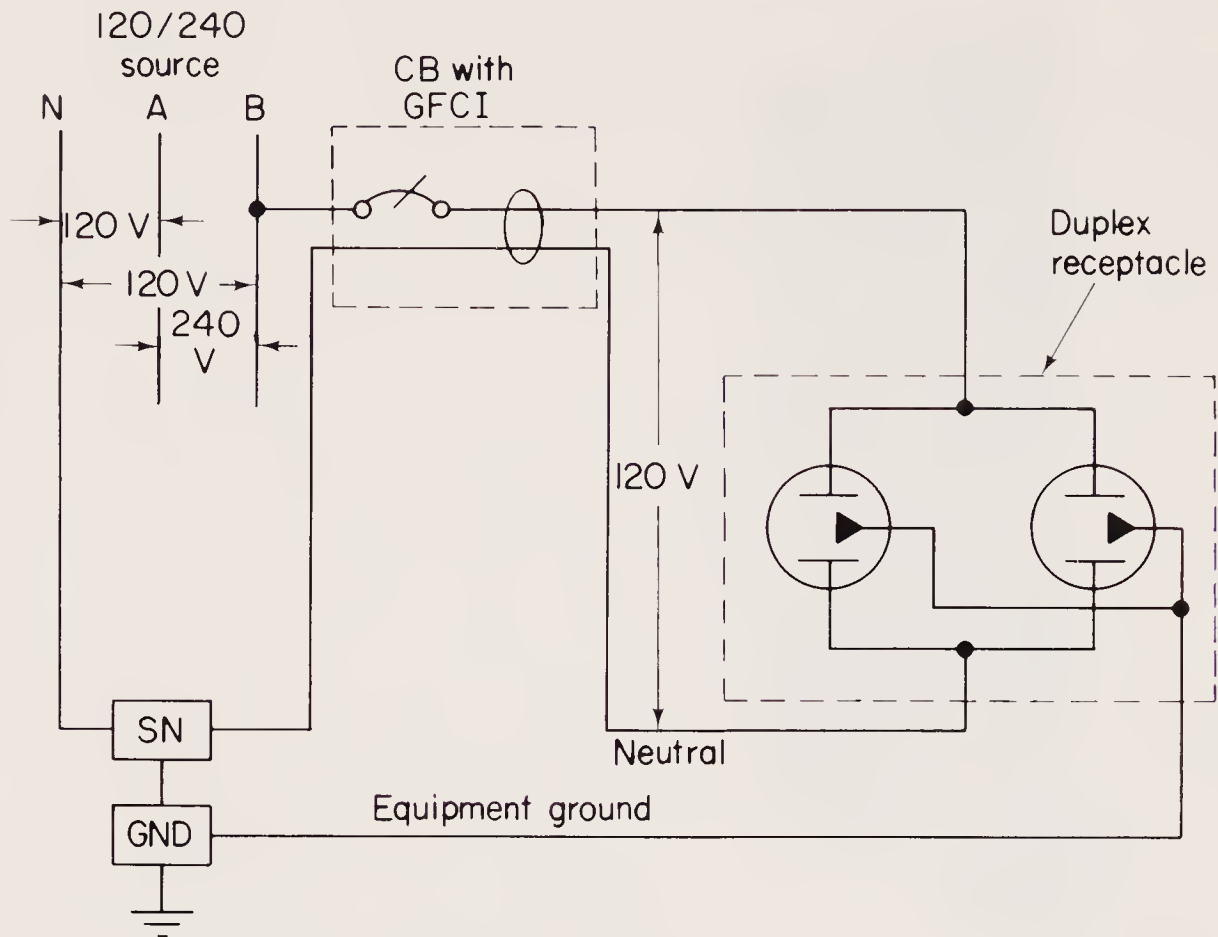 120/240
source
N A B
CB with
GFCI
120 V
120 V
240
V
Duplex
receptacle
120 V
SN
Neutral
Equipment ground
GND